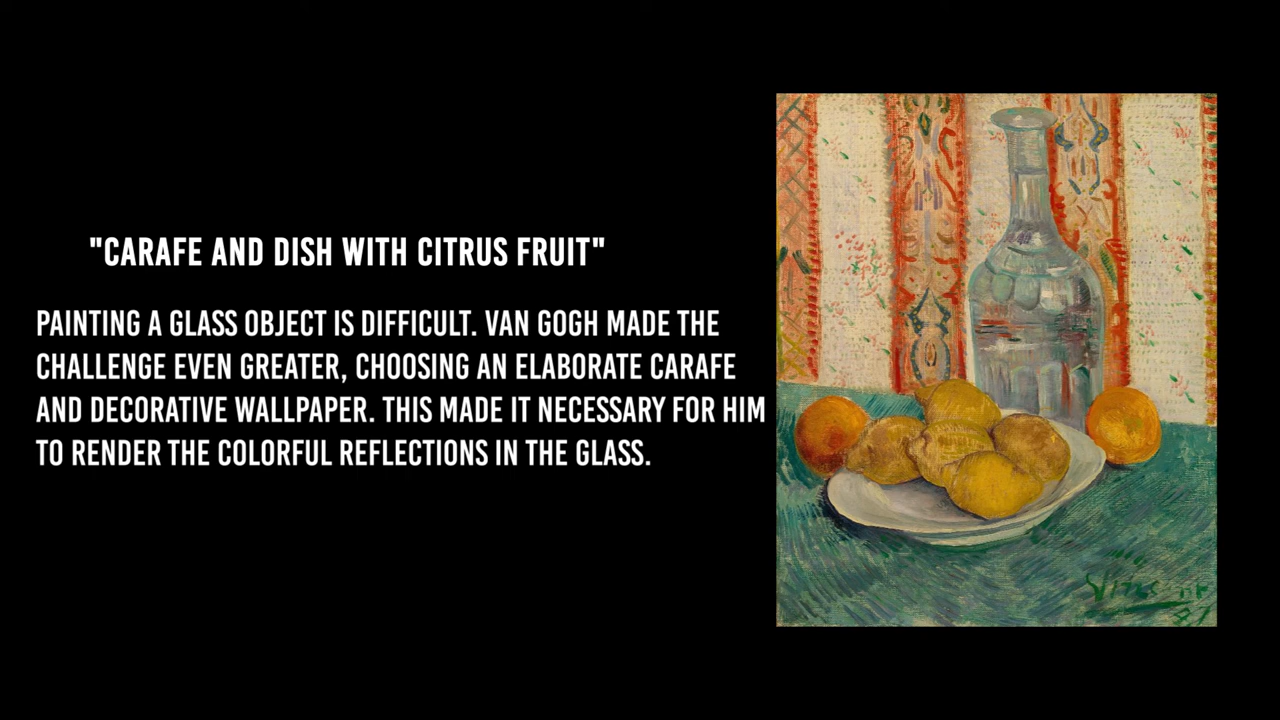 "CARAFE AND DISH WITH CITRUS FRUIT"
PAINTING A GLASS OBJECT IS DIFFICULT. VAN GOGH MADE THE
CHALLENGE EVEN GREATER, CHOOSING AN ELABORATE CARAFE
AND DECORATIVE WALLPAPER. THIS MADE IT NECESSARY FOR HIM
TO RENDER THE COLORFUL REFLECTIONS IN THE GLASS.
Vincent
87